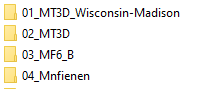 01_MT3D_Wisconsin-Madison
02_MT3D
03_MF6_B
04_Mnfienen